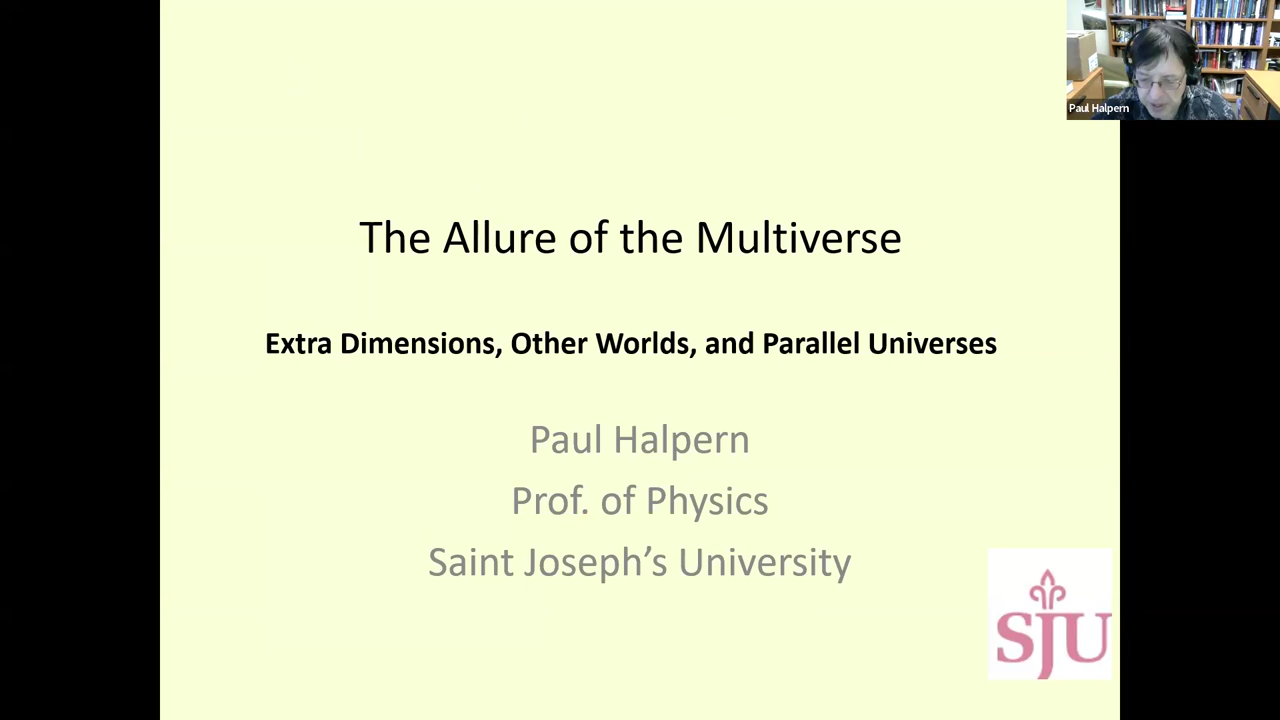 Paul Halpern
The Allure of the Multiverse
Extra Dimensions, Other Worlds, and Parallel Universes
Paul Halpern
Prof. of Physics
Saint Joseph’s University
SJU